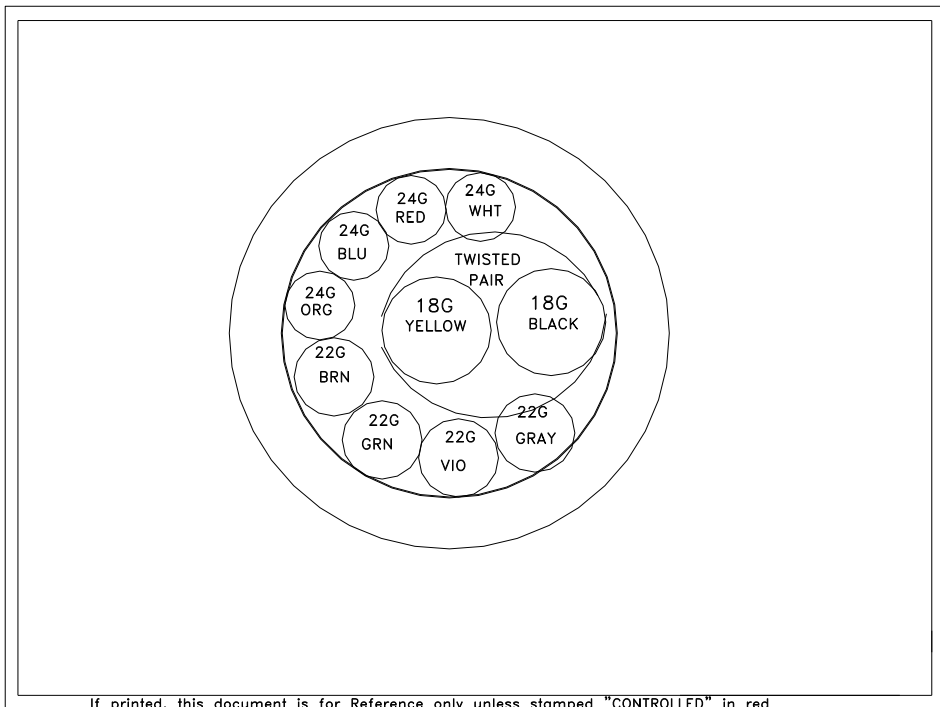 24G
RED
24G
WHT
24G
BLU
TWISTED
PAIR
24G
ORG
18G
YELLOW
18G
BLACK
22G
BRN
22G
GRN
22G
VIO
22G
GRAY
If printed, this document is for Reference only unless stamped "CONTROLLED" in red